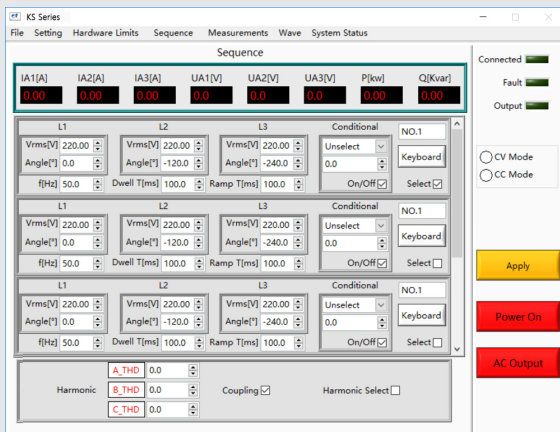 KS Series
File Setting Hardware Limits Sequence Measurements Wave System Status
Sequence
IA1[A] IA2[A] IA3[A] UA1[V] UA2[V] UA3[V] P[kw] Q[Kvar]
0.00 0.00 0.00 0.0 0.0 0.0 0.00 0.00
Connected
Fault
Output
L1 L2 L3 Conditional NO.1
Vrms[V] 220.00 Vrms[V] 220.00 Vrms[V] 220.00 Unselect
Angle[°] 0.0 Angle[°] -120.0 Angle[°] -240.0 0.0 Keyboard
f[Hz] 50.0 Dwell T[ms] 100.0 Ramp T[ms] 100.0 On/Off Select
CV Mode
CC Mode
L1 L2 L3 Conditional NO.1
Vrms[V] 220.00 Vrms[V] 220.00 Vrms[V] 220.00 Unselect
Angle[°] 0.0 Angle[°] -120.0 Angle[°] -240.0 0.0 Keyboard
f[Hz] 50.0 Dwell T[ms] 100.0 Ramp T[ms] 100.0 On/Off Select
Apply
L1 L2 L3 Conditional NO.1
Vrms[V] 220.00 Vrms[V] 220.00 Vrms[V] 220.00 Unselect
Angle[°] 0.0 Angle[°] -120.0 Angle[°] -240.0 0.0 Keyboard
f[Hz] 50.0 Dwell T[ms] 100.0 Ramp T[ms] 100.0 On/Off Select
Power On
AC Output
A_THD 0.0
Harmonic B_THD 0.0 Coupling Harmonic Select
C_THD 0.0